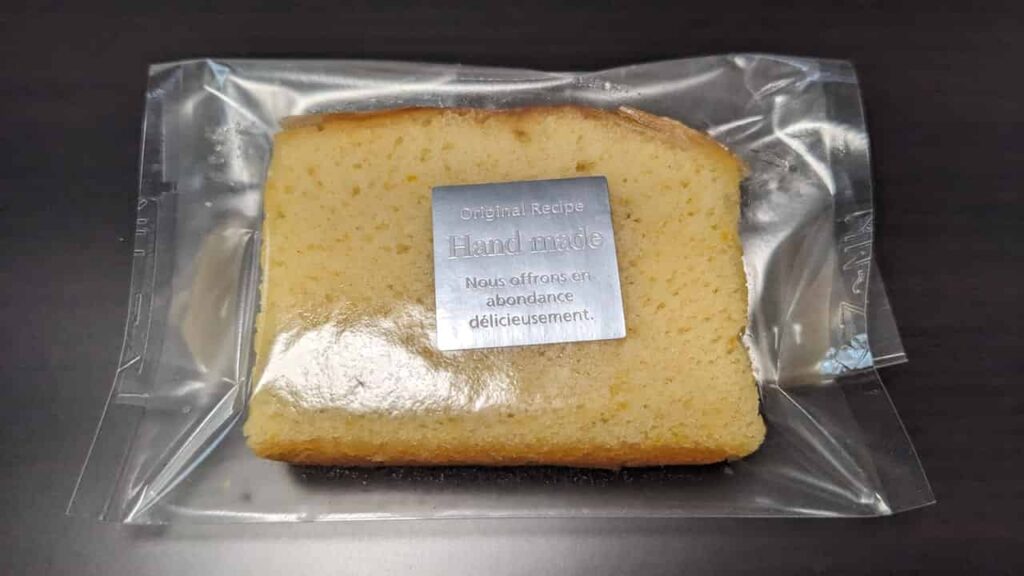 Original Recipe
Hand made
Nous offrons en
abondance
délicieusement.